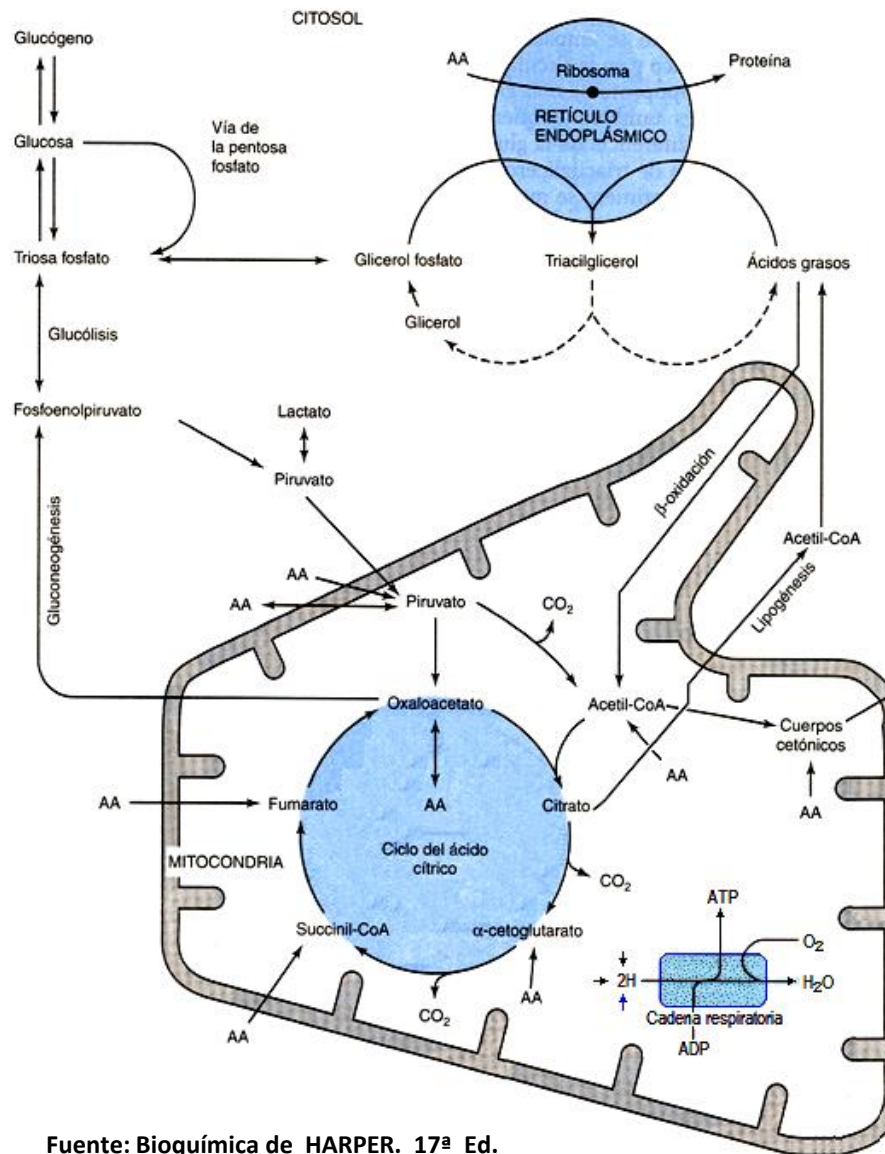 CITOSOL
Glucógeno
AA
Ribosoma
Proteína
RETÍCULO
ENDOPLÁSMICO
Glucosa
Vía de
la pentosa
fosfato
Triosa fosfato
Glicerol fosfato
Triacilglicerol
Ácidos grasos
Glicerol
Glucólisis
Fosfoenolpiruvato
Lactato
Piruvato
β-oxidación
Acetil-CoA
Lipogénesis
Gluconeogénesis
AA
AA
Piruvato
CO2
Oxaloacetato
Acetil-CoA
Cuerpos
cetónicos
AA
AA
Fumarato
AA
Citrato
AA
MITOCONDRIA
Ciclo del ácido
cítrico
CO2
ATP
Succinil-CoA
α-cetoglutarato
O2
2H
H2O
AA
CO2
Cadena respiratoria
AA
ADP
Fuente: Bioquímica de HARPER. 17ª Ed.